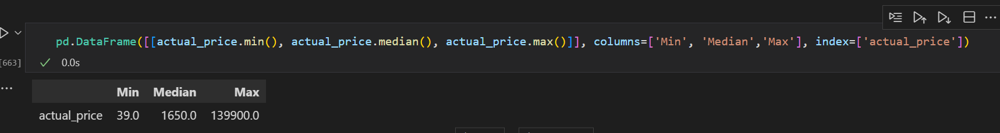 pd.DataFrame([[actual_price.min(), actual_price.median(), actual_price.max()]], columns=['Min', 'Median','Max'], index=['actual_price'])
[663]
0.0s
Min Median Max
actual_price 39.0 1650.0 139900.0